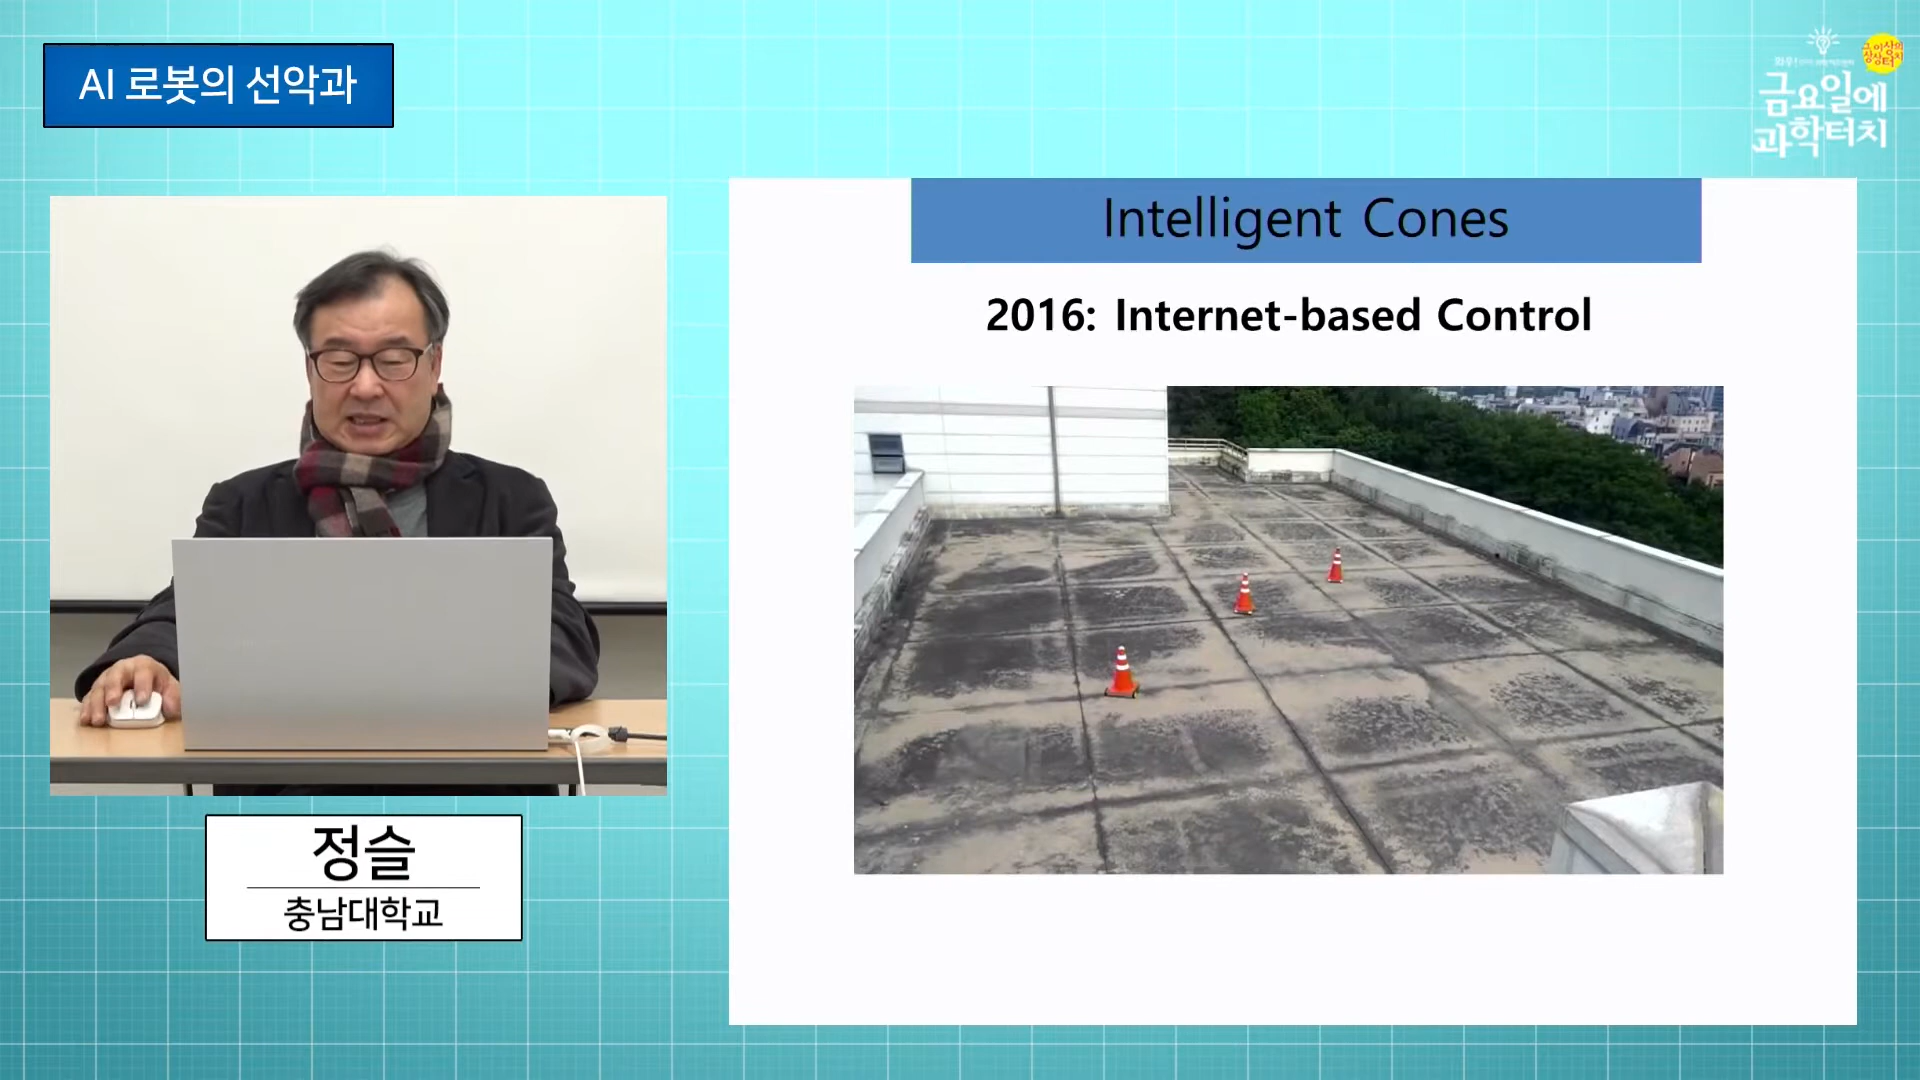 AI 로봇의 선악과
금요일에
과학터치
Intelligent Cones
2016: Internet-based Control
정슬
충남대학교